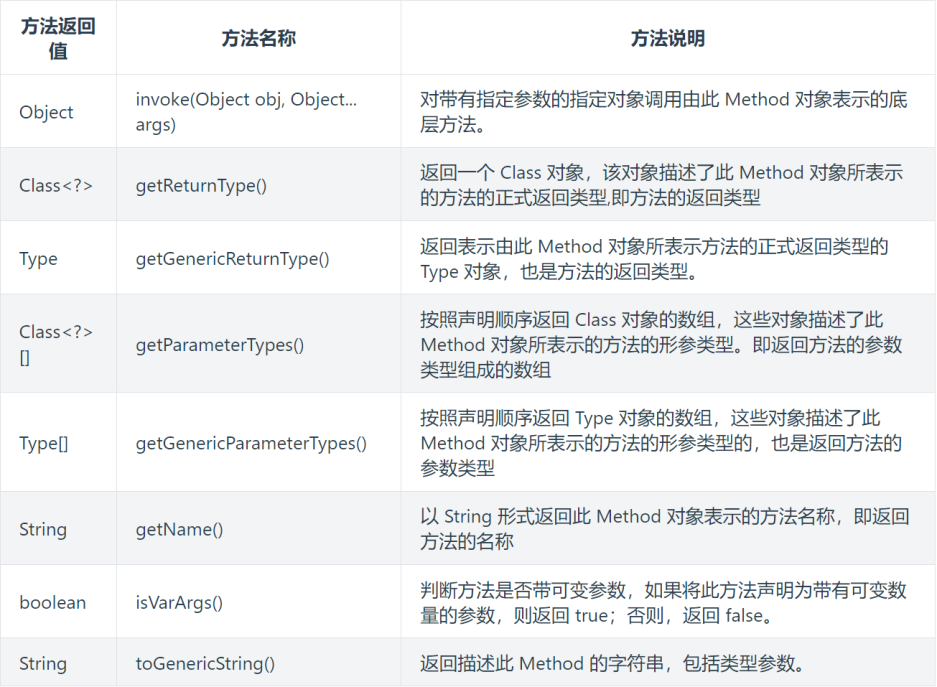 方法返回
值
方法名称
方法说明
Object
invoke(Object obj, Object...
args)
对带有指定参数的指定对象调用由此 Method 对象表示的底
层方法。
Class<?>
getReturnType()
返回一个 Class 对象，该对象描述了此 Method 对象所表示
的方法的正式返回类型,即方法的返回类型
Type
getGenericReturnType()
返回表示由此 Method 对象所表示方法的正式返回类型的
Type 对象，也是方法的返回类型。
Class<?>
[]
getParameterTypes()
按照声明顺序返回 Class 对象的数组，这些对象描述了此
Method 对象所表示的方法的形参类型。即返回方法的参数
类型组成的数组
Type[]
getGenericParameterTypes()
按照声明顺序返回 Type 对象的数组，这些对象描述了此
Method 对象所表示的方法的形参类型的，也是返回方法的
参数类型
String
getName()
以 String 形式返回此 Method 对象表示的方法名称，即返回
方法的名称
boolean
isVarArgs()
判断方法是否带可变参数，如果将此方法声明为带有可变数
量的参数，则返回 true；否则，返回 false。
String
toGenericString()
返回描述此 Method 的字符串，包括类型参数。